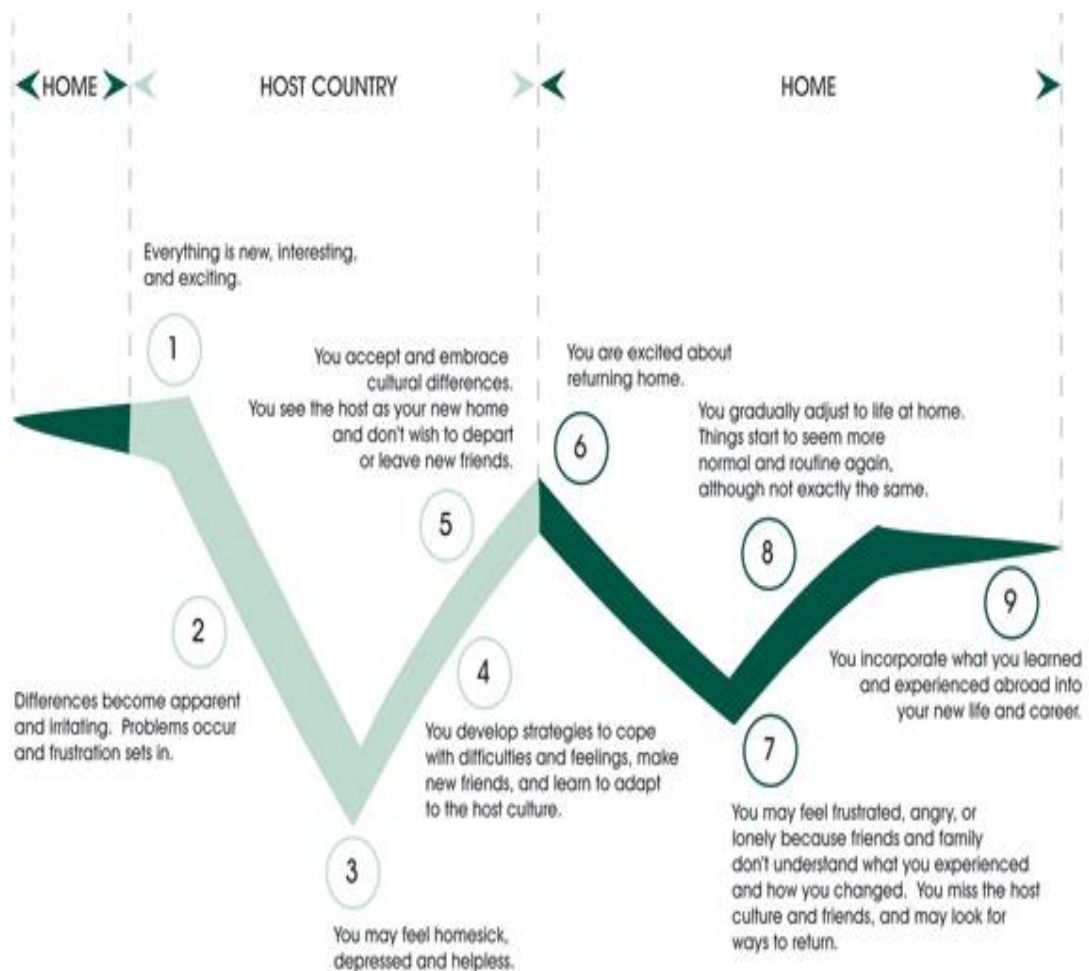 HOME
HOST COUNTRY
HOME
Everything is new, interesting,
and exciting.
1
You accept and embrace
cultural differences.
You see the host as your new home
and don't wish to depart
or leave new friends.
5
2
Differences become apparent
and irritating. Problems occur
and frustration sets in.
4
You develop strategies to cope
with difficulties and feelings, make
new friends, and learn to adapt
to the host culture.
3
You may feel homesick,
depressed and helpless.
You are excited about
returning home.
6
You gradually adjust to life at home.
Things start to seem more
normal and routine again,
although not exactly the same.
8
9
You incorporate what you learned
and experienced abroad into
your new life and career.
7
You may feel frustrated, angry, or
lonely because friends and family
don't understand what you experienced
and how you changed. You miss the host
culture and friends, and may look for
ways to return.